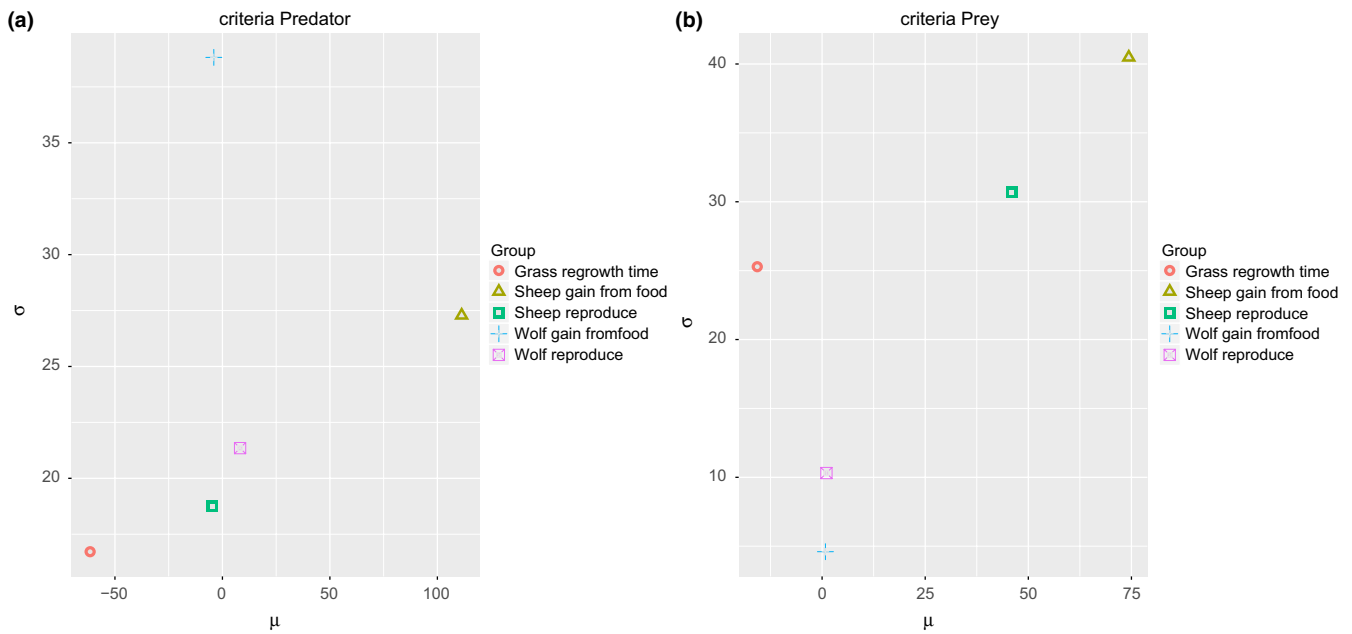 (a)
criteria Predator
35
30
25
20
σ
−50
0
50
100
μ
Group
Grass regrowth time
Sheep gain from food
Sheep reproduce
Wolf gain fromfood
Wolf reproduce
(b)
criteria Prey
40
30
20
10
σ
0
25
50
75
μ
Group
Grass regrowth time
Sheep gain from food
Sheep reproduce
Wolf gain fromfood
Wolf reproduce